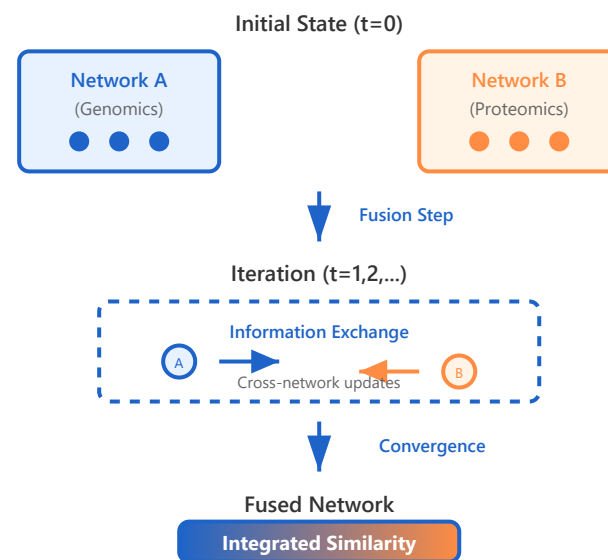 Initial State (t=0)
Network A
(Genomics)
Network B
(Proteomics)
Fusion Step
Iteration (t=1,2,...)
Information Exchange
A
B
Cross-network updates
Convergence
Fused Network
Integrated Similarity